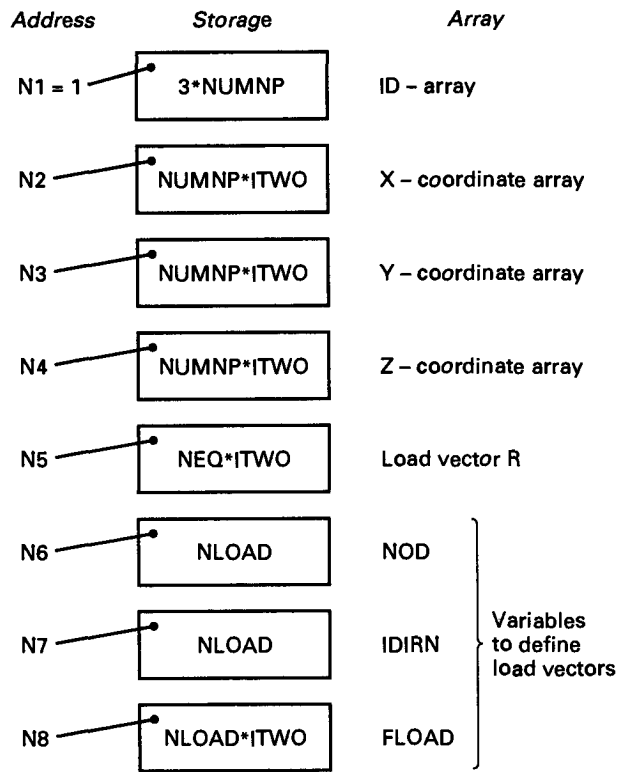 Address Storage Array
N1 = 1 3*NUMNP ID – array
N2 NUMNP*ITWO X – coordinate array
N3 NUMNP*ITWO Y – coordinate array
N4 NUMNP*ITWO Z – coordinate array
N5 NEQ*ITWO Load vector R
N6 NLOAD NOD
N7 NLOAD IDIRN
Variables
to define
load vectors
N8 NLOAD*ITWO FLOAD